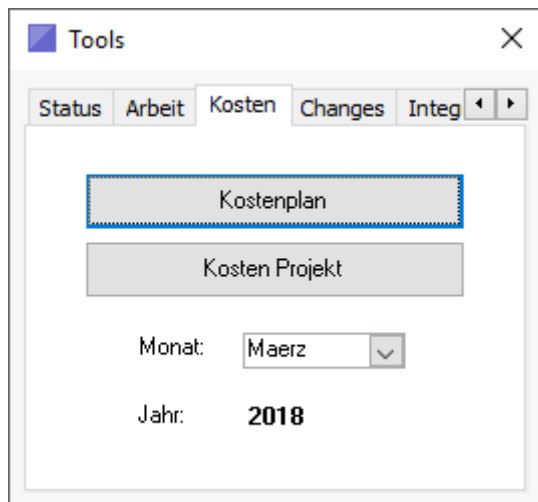 Tools
Status Arbeit Kosten Changes Integ
Kostenplan
Kosten Projekt
Monat: Maerz
Jahr: 2018